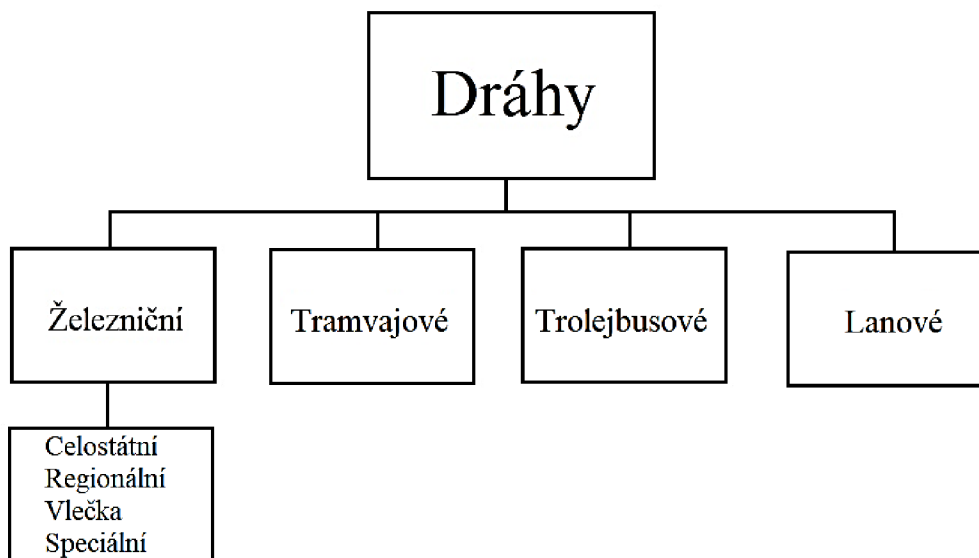 Dráhy
Železniční
Tramvajové
Trolejbusové
Lanové
Celostátní
Regionální
Vlečka
Speciální